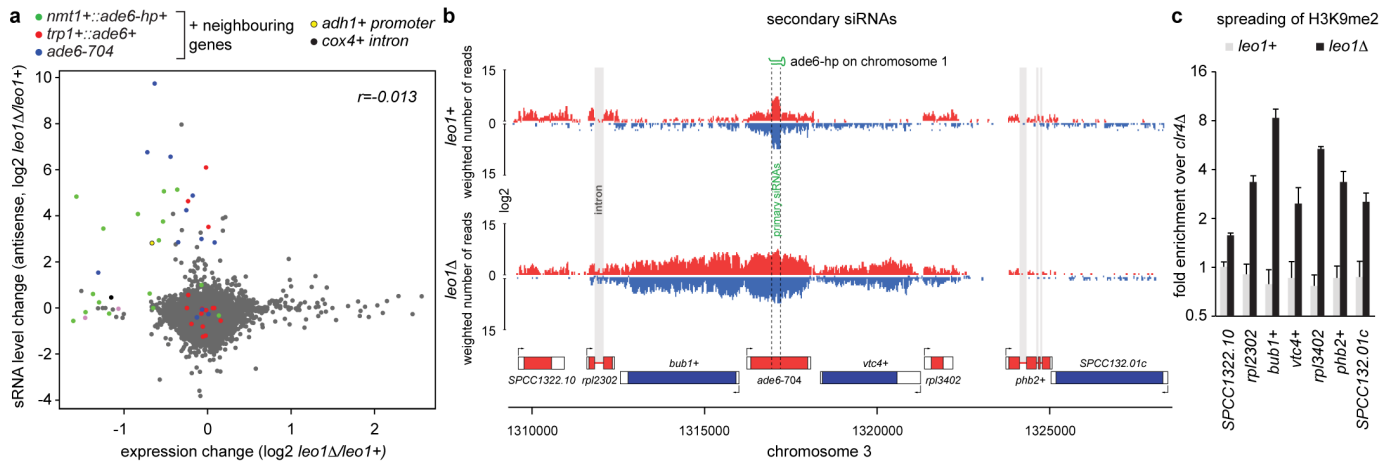 a
nmt1+::ade6-hp+
trp1+::ade6+
ade6-704
+ neighbouring
genes
adh1+ promoter
cox4+ intron
r=-0.013
sRNA level change (antisense, log2 leo1Δ/leo1+)
10
8
6
4
2
0
-2
-4
-1
0
1
2
expression change (log2 leo1Δ/leo1+)
b
secondary siRNAs
ade6-hp on chromosome 1
leo1+
weighted number of reads
15
0
15
log2
intron
primary siRNAs
leo1Δ
weighted number of reads
15
0
15
SPCC1322.10
rpl2302
bub1+
ade6-704
vtc4+
rpl3402
phb2+
SPCC132.01c
1310000
1315000
1320000
1325000
chromosome 3
c
spreading of H3K9me2
leo1+
leo1Δ
fold enrichment over clr4Δ
8
4
2
1
0.5
SPCC1322.10
rpl2302
bub1+
vtc4+
rpl3402
phb2+
SPCC132.01c